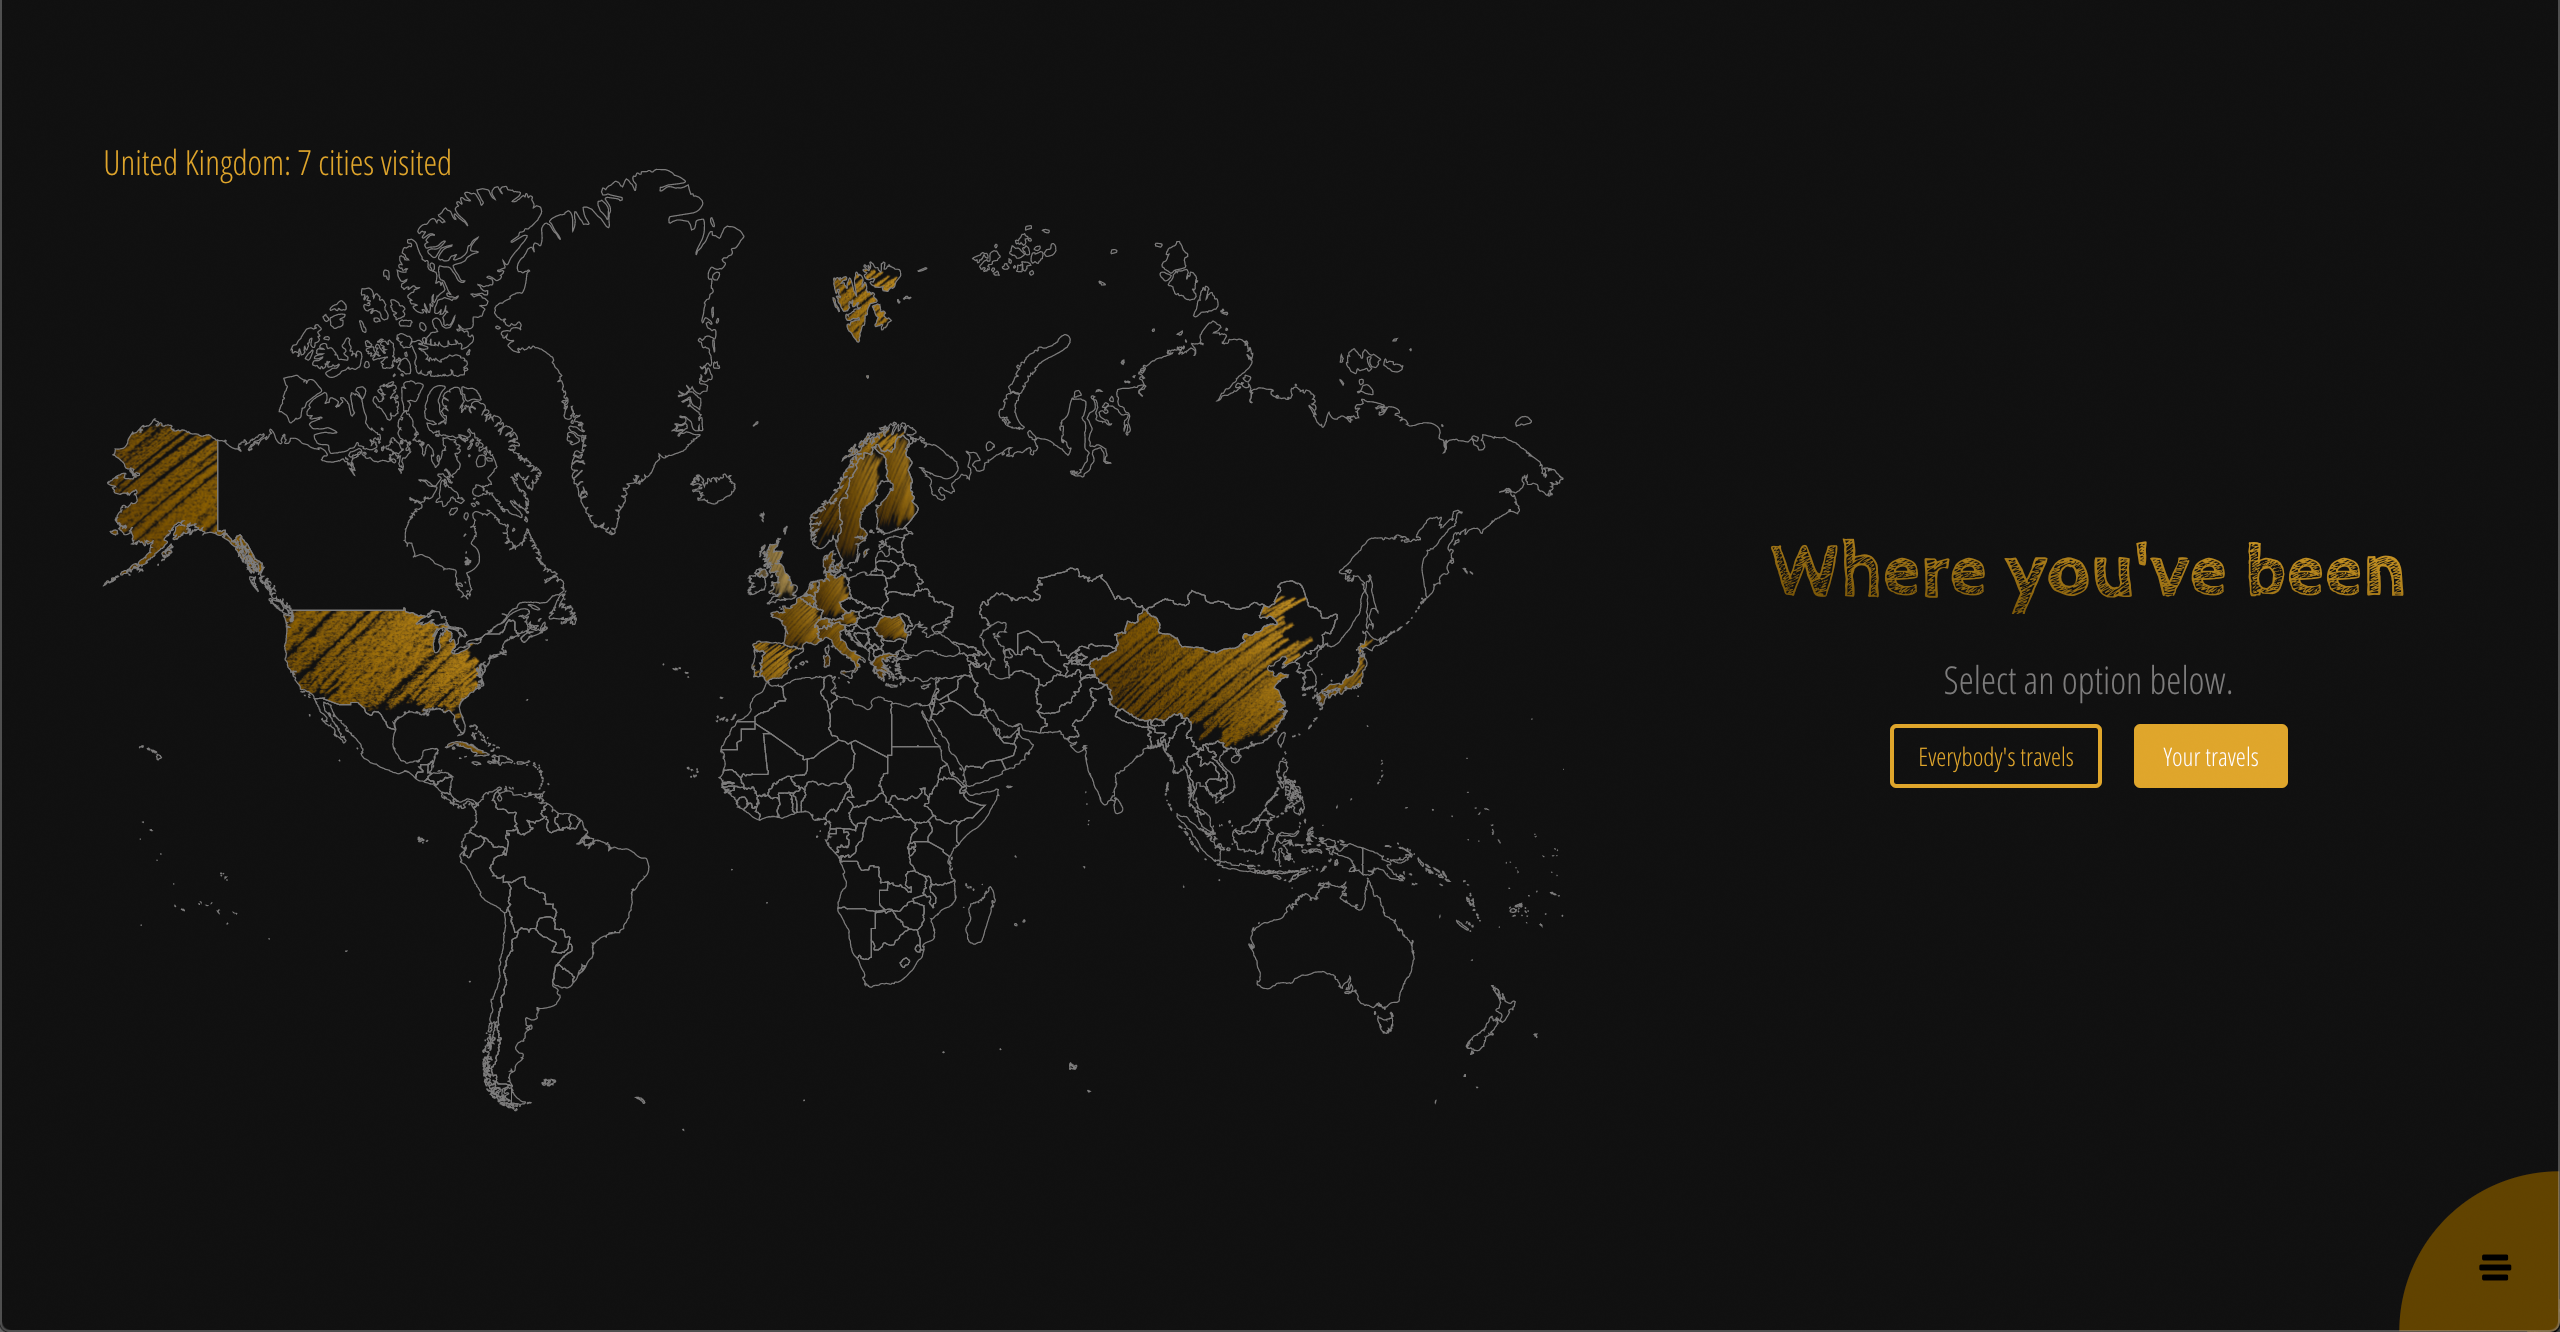 United Kingdom: 7 cities visited
Where you've been
Select an option below.
Everybody's travels
Your travels